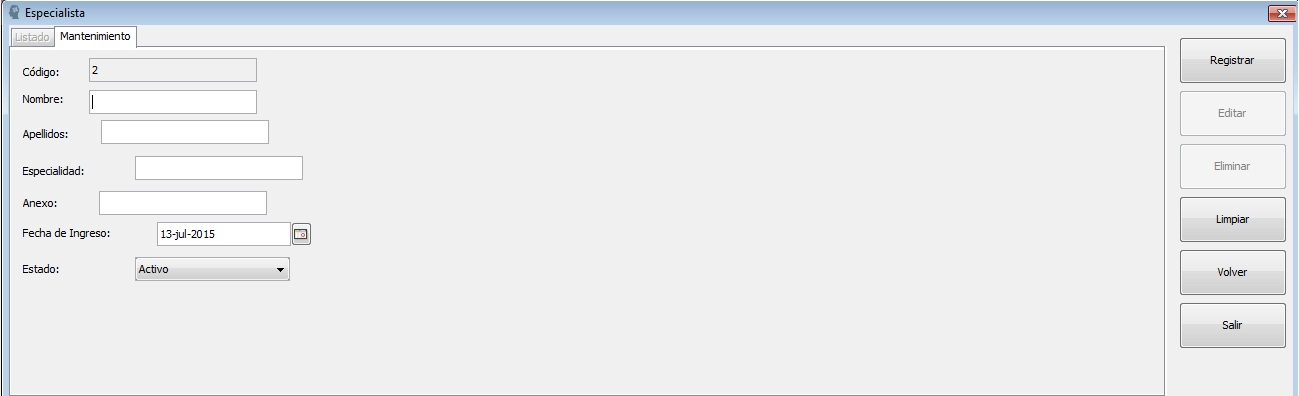 Especialista
Listado Mantenimiento
Código: 2
Nombre:
Apellidos:
Especialidad:
Anexo:
Fecha de Ingreso: 13-jul-2015
Estado: Activo
Registrar
Editar
Eliminar
Limpiar
Volver
Salir